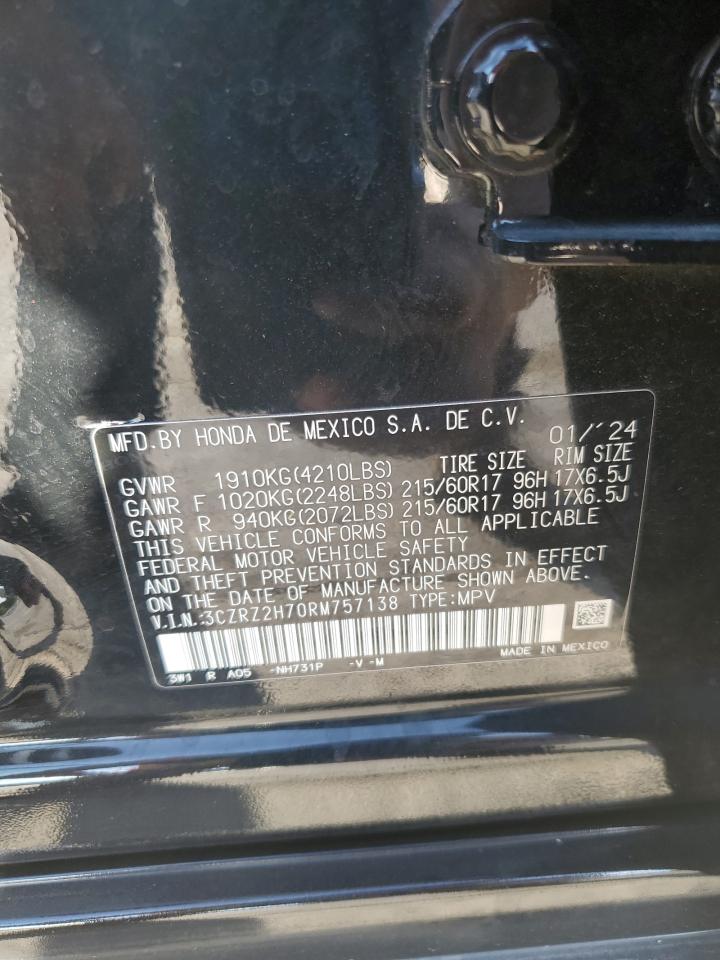 MFD.BY HONDA DE MEXICO S.A. DE C.V. 01/'24
TIRE SIZE RIM SIZE
GVWR 1910KG(4210LBS)
GAWR F 1020KG(2248LBS) 215/60R17 96H 17X6.5J
GAWR R 940KG(2072LBS) 215/60R17 96H 17X6.5J
THIS VEHICLE CONFORMS TO ALL APPLICABLE
FEDERAL MOTOR VEHICLE SAFETY
AND THEFT PREVENTION STANDARDS IN EFFECT
ON THE DATE OF MANUFACTURE SHOWN ABOVE.
V.I.N.:3CZRZ2H70RM757138 TYPE:MPV
3W1 R A05 -NH731P -V -M MADE IN MEXICO